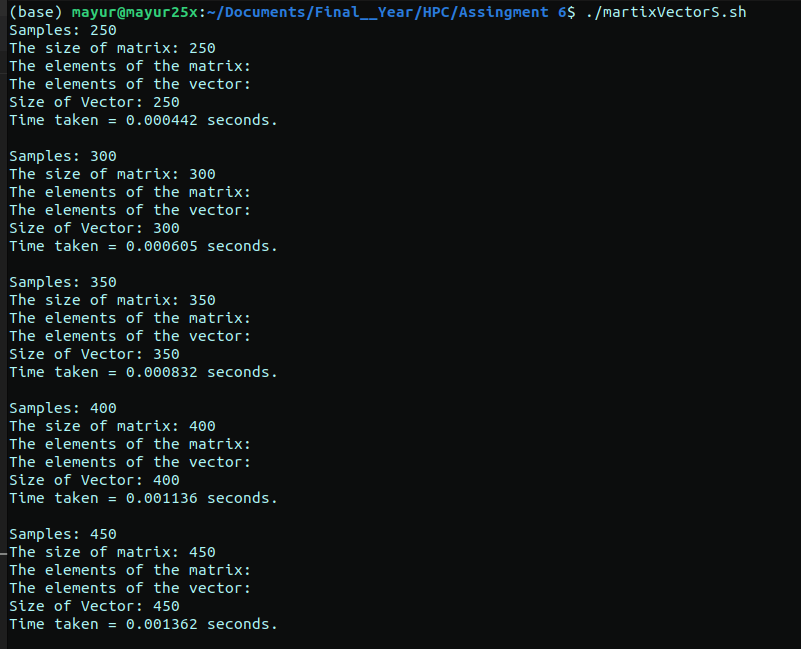 (base) mayur@mayur25x:~/Documents/Final__Year/HPC/Assingment 6$ ./martixVectorS.sh
Samples: 250
The size of matrix: 250
The elements of the matrix:
The elements of the vector:
Size of Vector: 250
Time taken = 0.000442 seconds.

Samples: 300
The size of matrix: 300
The elements of the matrix:
The elements of the vector:
Size of Vector: 300
Time taken = 0.000605 seconds.

Samples: 350
The size of matrix: 350
The elements of the matrix:
The elements of the vector:
Size of Vector: 350
Time taken = 0.000832 seconds.

Samples: 400
The size of matrix: 400
The elements of the matrix:
The elements of the vector:
Size of Vector: 400
Time taken = 0.001136 seconds.

Samples: 450
The size of matrix: 450
The elements of the matrix:
The elements of the vector:
Size of Vector: 450
Time taken = 0.001362 seconds.